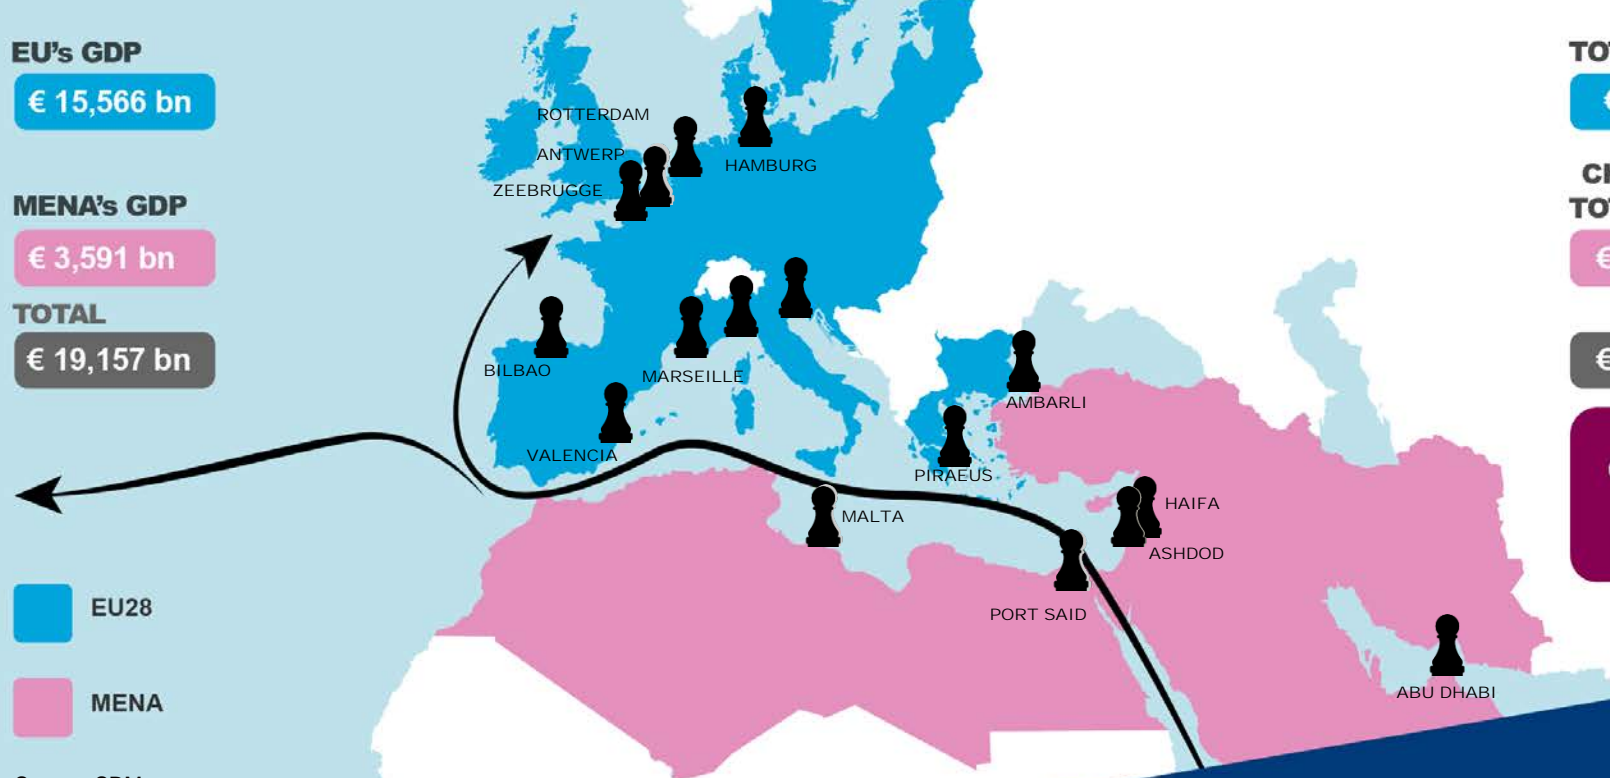 EU's GDP
€ 15,566 bn
MENA's GDP
€ 3,591 bn
TOTAL
€ 19,157 bn
EU28
MENA
ROTTERDAM
ANTWERP
ZEEBRUGGE
HAMBURG
BILBAO
MARSEILLE
VALENCIA
AMBARLI
PIRAEUS
MALTA
HAIFA
ASHDOD
PORT SAID
ABU DHABI